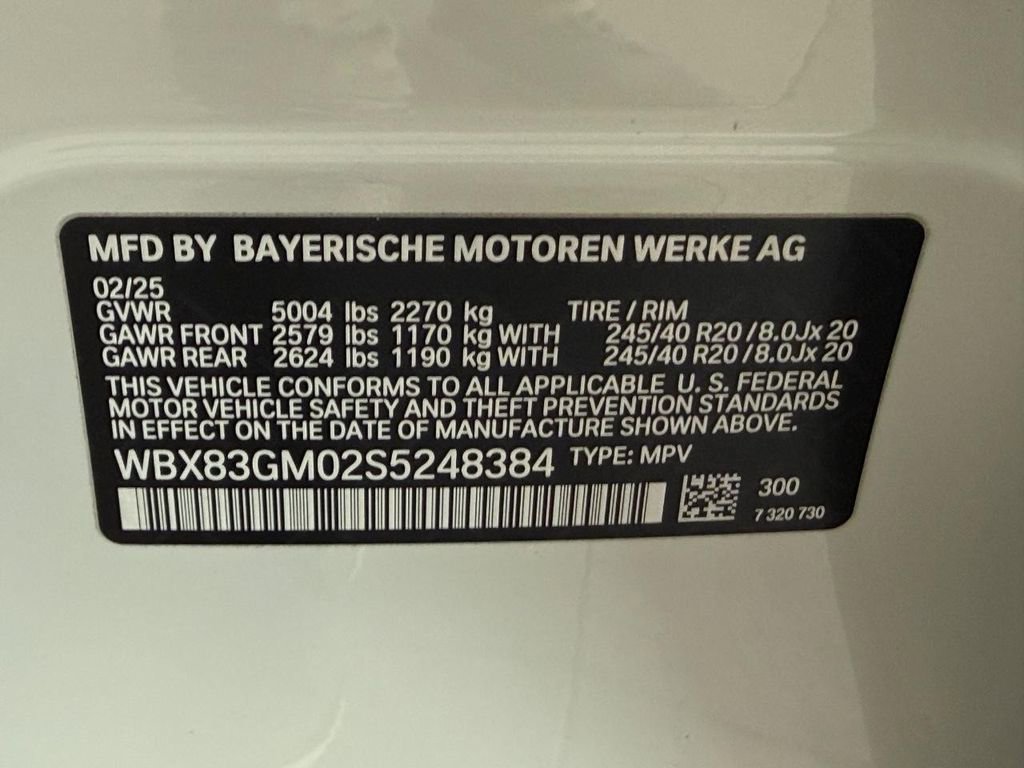 MFD BY BAYERISCHE MOTOREN WERKE AG
02/25
GVWR 5004 lbs 2270 kg TIRE / RIM
GAWR FRONT 2579 lbs 1170 kg WITH 245/40 R20 /8.0Jx 20
GAWR REAR 2624 lbs 1190 kg WITH 245/40 R20 /8.0Jx 20
THIS VEHICLE CONFORMS TO ALL APPLICABLE U. S. FEDERAL
MOTOR VEHICLE SAFETY AND THEFT PREVENTION STANDARDS
IN EFFECT ON THE DATE OF MANUFACTURE SHOWN ABOVE.
WBX83GM02S5248384 TYPE: MPV
300
7 320 730